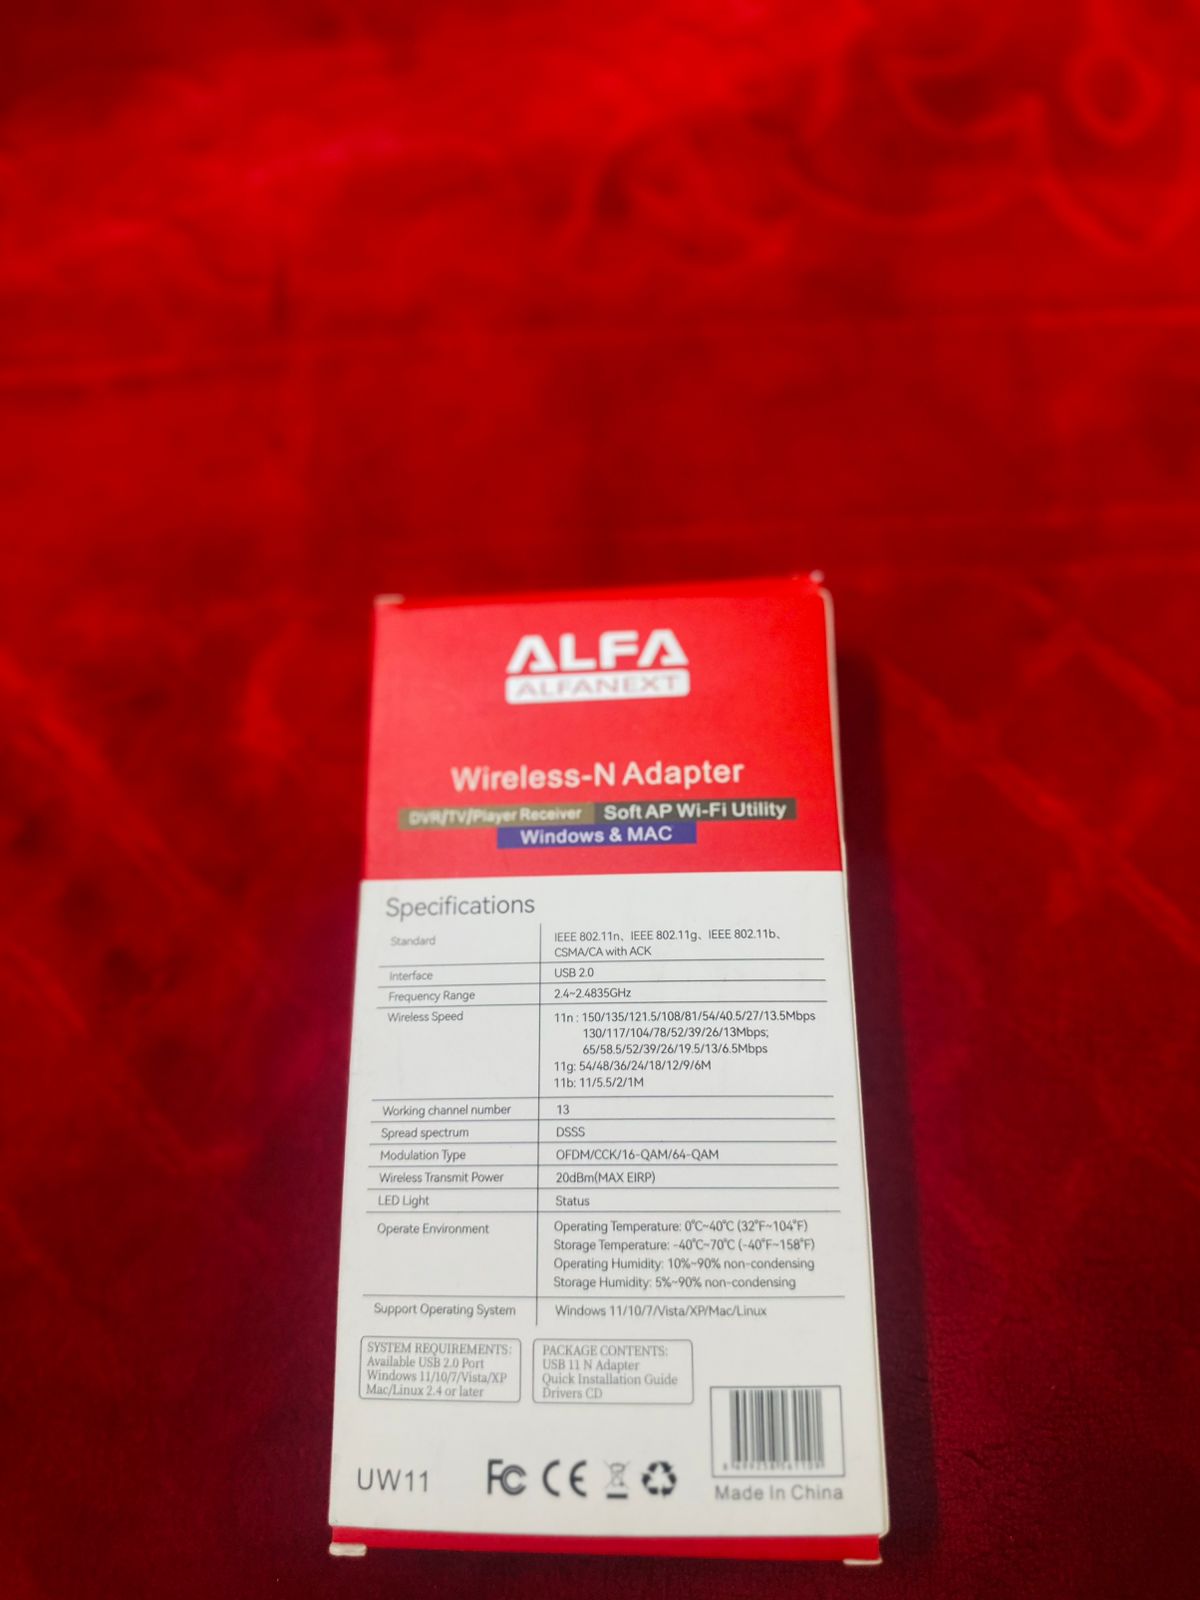 ALFA
ALFANEXT
Wireless-N Adapter
DVR/TV/Player Receiver Soft AP Wi-Fi Utility
Windows & MAC
Specifications
Standard IEEE 802.11n、IEEE 802.11g、IEEE 802.11b、
CSMA/CA with ACK
Interface USB 2.0
Frequency Range 2.4~2.4835GHz
Wireless Speed 11n : 150/135/121.5/108/81/54/40.5/27/13.5Mbps
130/117/104/78/52/39/26/13Mbps;
65/58.5/52/39/26/19.5/13/6.5Mbps
11g: 54/48/36/24/18/12/9/6M
11b: 11/5.5/2/1M
Working channel number 13
Spread spectrum DSSS
Modulation Type OFDM/CCK/16-QAM/64-QAM
Wireless Transmit Power 20dBm(MAX EIRP)
LED Light Status
Operate Environment Operating Temperature: 0℃~40℃ (32℉~104℉)
Storage Temperature: -40℃~70℃ (-40℉~158℉)
Operating Humidity: 10%~90% non-condensing
Storage Humidity: 5%~90% non-condensing
Support Operating System Windows 11/10/7/Vista/XP/Mac/Linux
SYSTEM REQUIREMENTS:
Available USB 2.0 Port
Windows 11/10/7/Vista/XP
Mac/Linux 2.4 or later
PACKAGE CONTENTS:
USB 11 N Adapter
Quick Installation Guide
Drivers CD
UW11
FC CE
Made In China